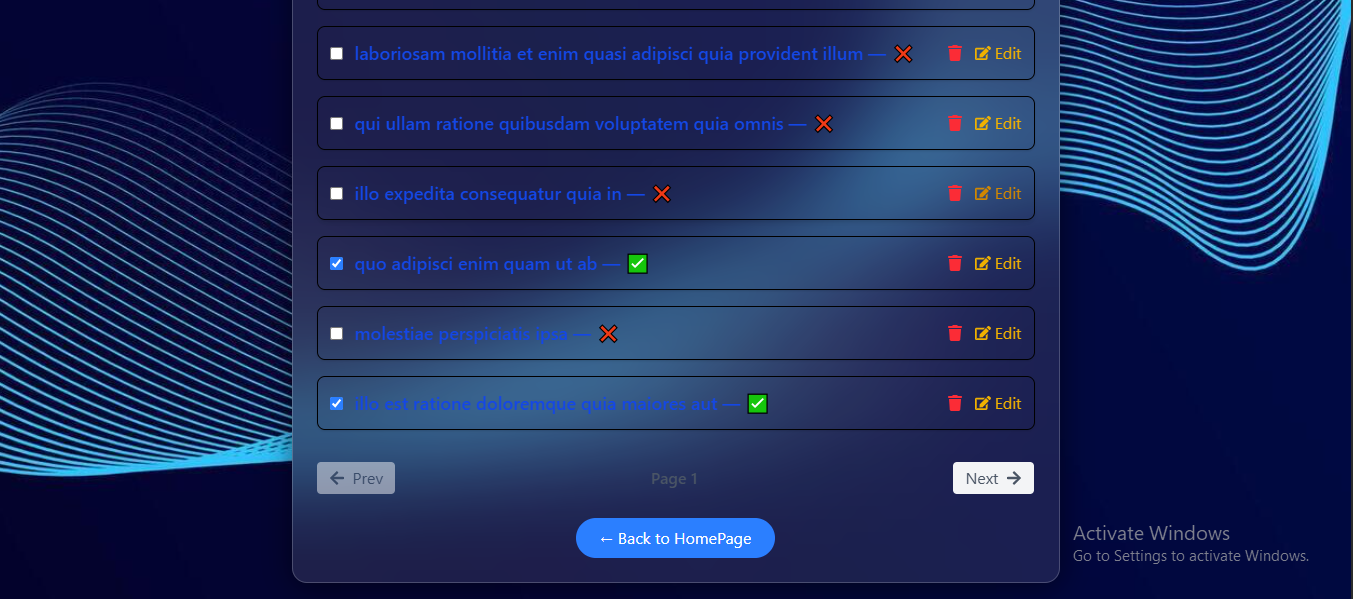 laboriosam mollitia et enim quasi adipisci quia provident illum — ❌ Edit
qui ullam ratione quibusdam voluptatem quia omnis — ❌ Edit
illo expedita consequatur quia in — ❌ Edit
quo adipisci enim quam ut ab — ✅ Edit
molestiae perspiciatis ipsa — ❌ Edit
illo est ratione doloremque quia maiores aut — ✅ Edit
← Prev Page 1 Next →
← Back to HomePage
Activate Windows
Go to Settings to activate Windows.